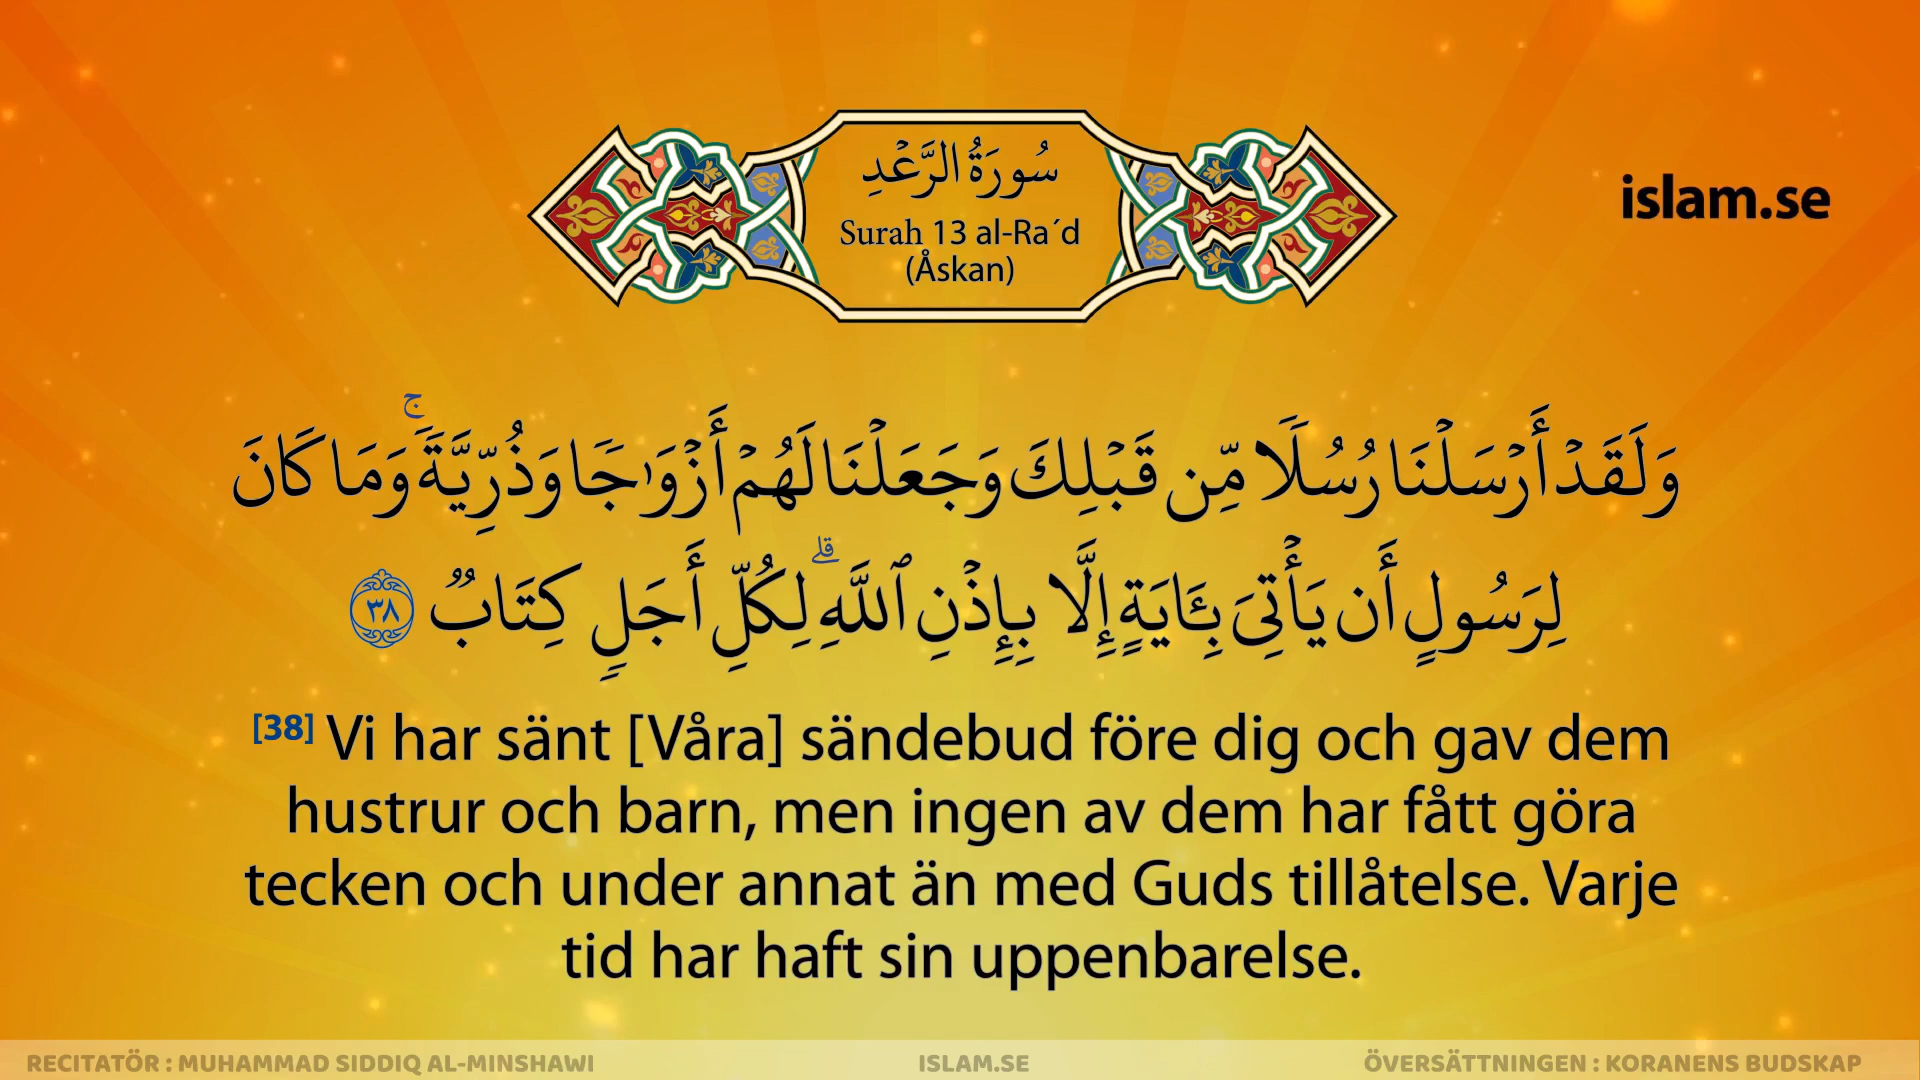 سُورَةُ الرَّعْدِ
Surah 13 al-Ra´d
(Åskan)
islam.se
وَلَقَدْ أَرْسَلْنَا رُسُلًا مِّن قَبْلِكَ وَجَعَلْنَا لَهُمْ أَزْوَٰجًا وَذُرِّيَّةً ۚ وَمَا كَانَ
لِرَسُولٍ أَن يَأْتِىَ بِـَٔايَةٍ إِلَّا بِإِذْنِ ٱللَّهِ ۗ لِكُلِّ أَجَلٍ كِتَابٌ ٣٨
[38] Vi har sänt [Våra] sändebud före dig och gav dem
hustrur och barn, men ingen av dem har fått göra
tecken och under annat än med Guds tillåtelse. Varje
tid har haft sin uppenbarelse.
RECITATÖR : MUHAMMAD SIDDIQ AL-MINSHAWI
ISLAM.SE
ÖVERSÄTTNINGEN : KORANENS BUDSKAP